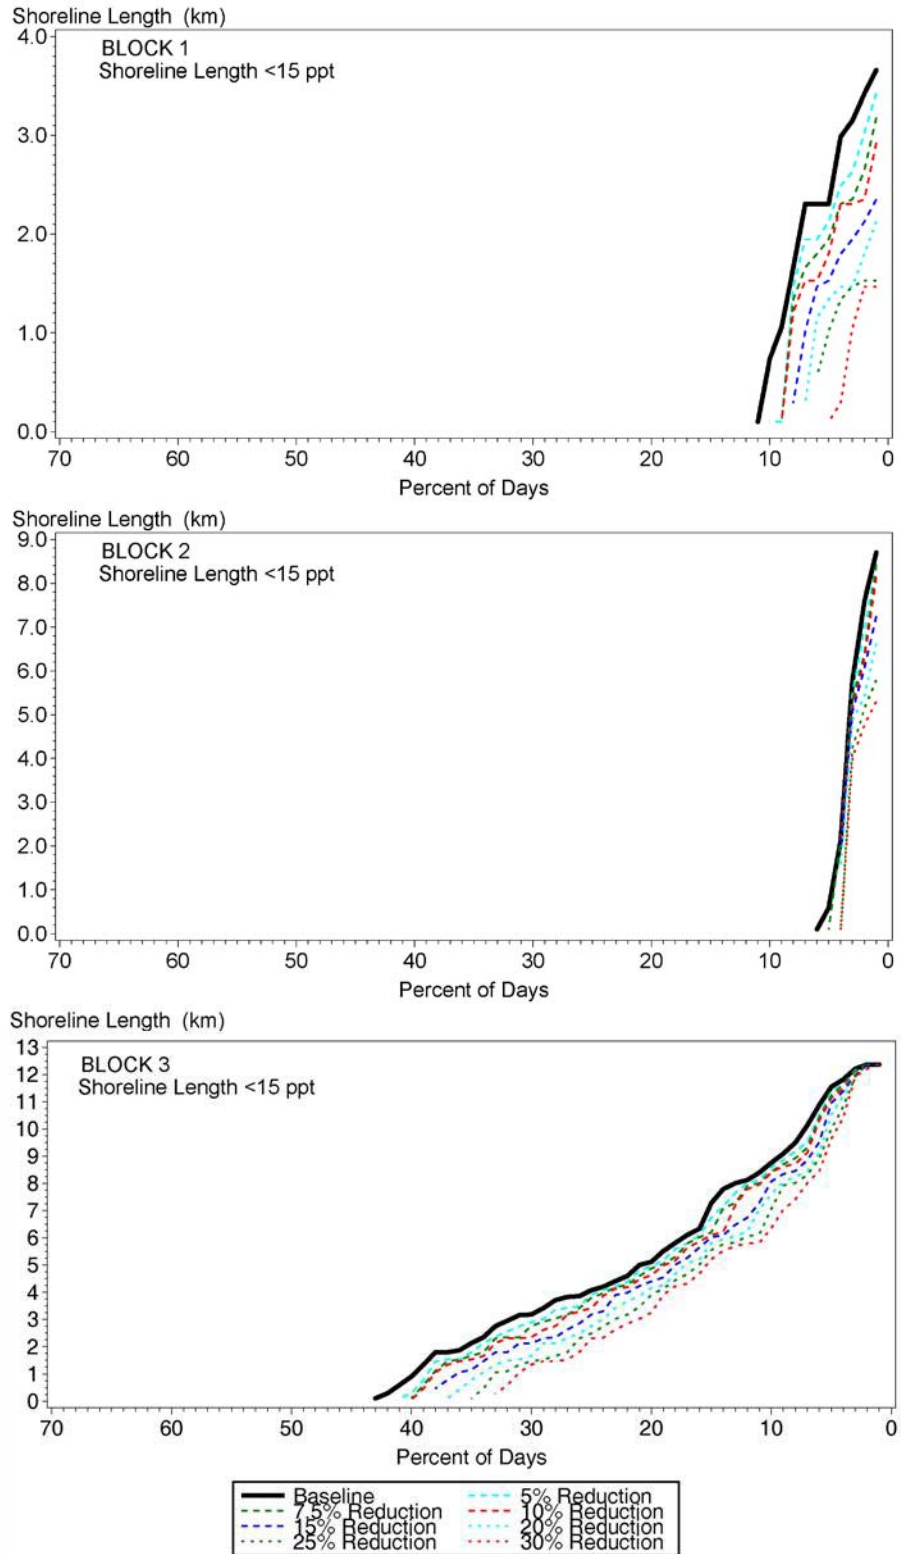 Shoreline Length (km)
BLOCK 1
Shoreline Length <15 ppt
4.0
3.0
2.0
1.0
0.0
70 60 50 40 30 20 10 0
Percent of Days
Shoreline Length (km)
BLOCK 2
Shoreline Length <15 ppt
9.0
8.0
7.0
6.0
5.0
4.0
3.0
2.0
1.0
0.0
70 60 50 40 30 20 10 0
Percent of Days
Shoreline Length (km)
BLOCK 3
Shoreline Length <15 ppt
13
12
11
10
9
8
7
6
5
4
3
2
1
0
70 60 50 40 30 20 10 0
Percent of Days
Baseline 5% Reduction
7.5% Reduction 10% Reduction
15% Reduction 20% Reduction
25% Reduction 30% Reduction